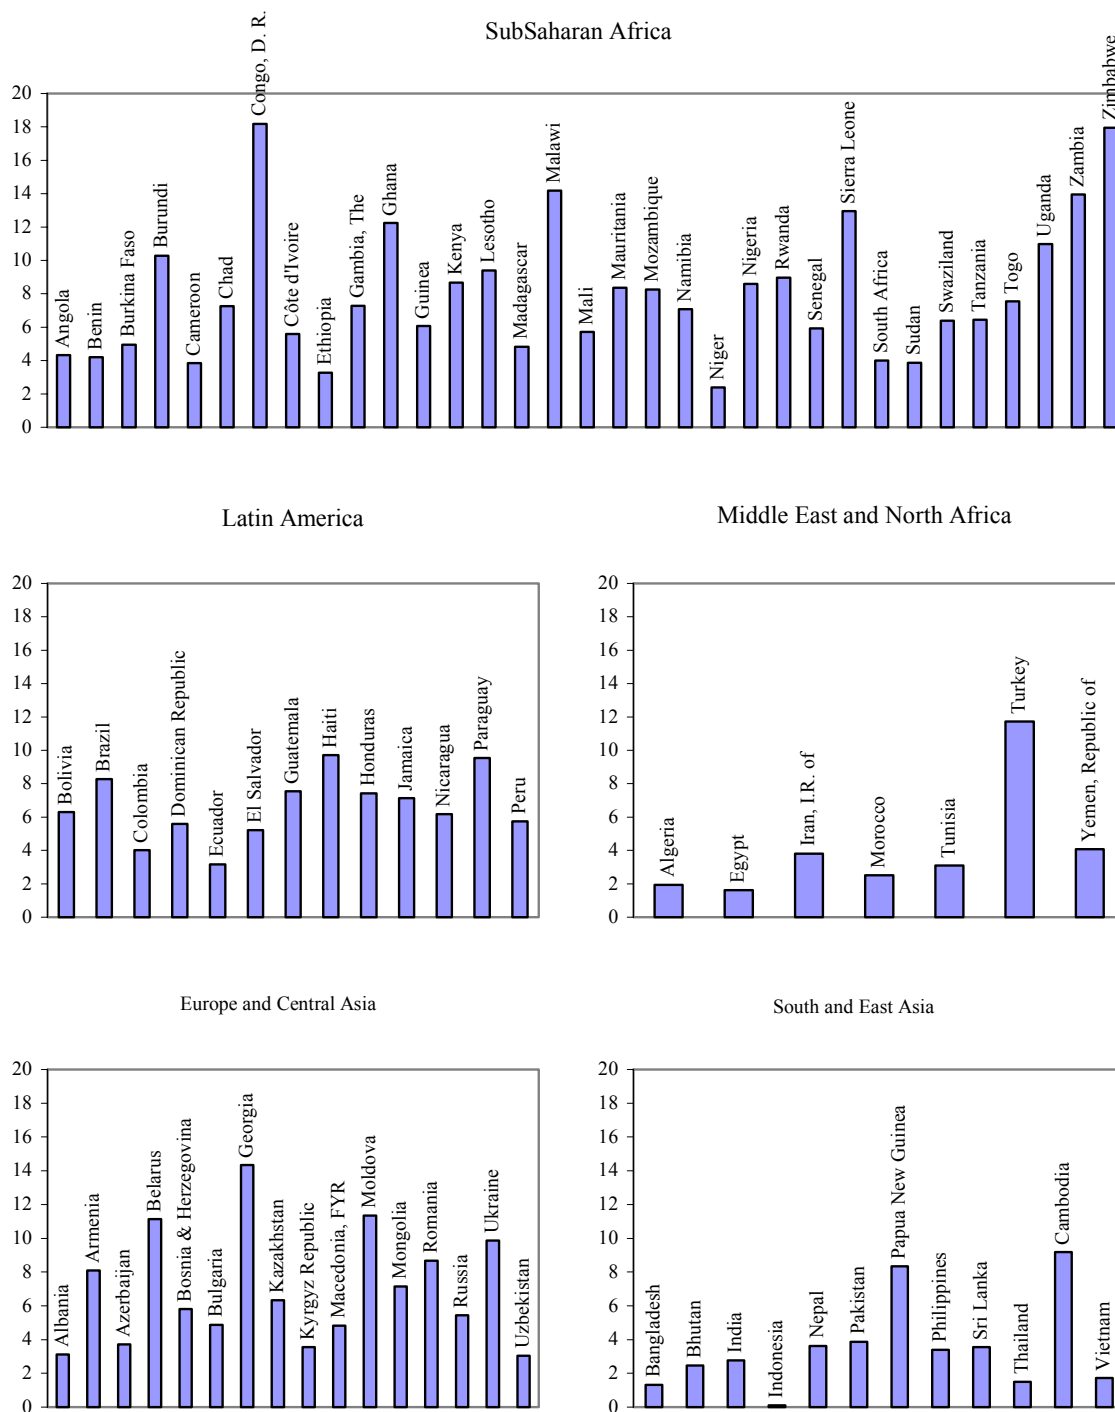 SubSaharan Africa
20
18
16
14
12
10
8
6
4
2
0
Angola
Benin
Burkina Faso
Burundi
Cameroon
Chad
Congo, D. R.
Côte d'Ivoire
Ethiopia
Gambia, The
Ghana
Guinea
Kenya
Lesotho
Madagascar
Malawi
Mali
Mauritania
Mozambique
Namibia
Niger
Nigeria
Rwanda
Senegal
Sierra Leone
South Africa
Sudan
Swaziland
Tanzania
Togo
Uganda
Zambia
Zimbabwe
Latin America
20
18
16
14
12
10
8
6
4
2
0
Bolivia
Brazil
Colombia
Dominican Republic
Ecuador
El Salvador
Guatemala
Haiti
Honduras
Jamaica
Nicaragua
Paraguay
Peru
Middle East and North Africa
20
18
16
14
12
10
8
6
4
2
0
Algeria
Egypt
Iran, I.R. of
Morocco
Tunisia
Turkey
Yemen, Republic of
Europe and Central Asia
20
18
16
14
12
10
8
6
4
2
0
Albania
Armenia
Azerbaijan
Belarus
Bosnia & Herzegovina
Bulgaria
Georgia
Kazakhstan
Kyrgyz Republic
Macedonia, FYR
Moldova
Mongolia
Romania
Russia
Ukraine
Uzbekistan
South and East Asia
20
18
16
14
12
10
8
6
4
2
0
Bangladesh
Bhutan
India
Indonesia
Nepal
Pakistan
Papua New Guinea
Philippines
Sri Lanka
Thailand
Cambodia
Vietnam